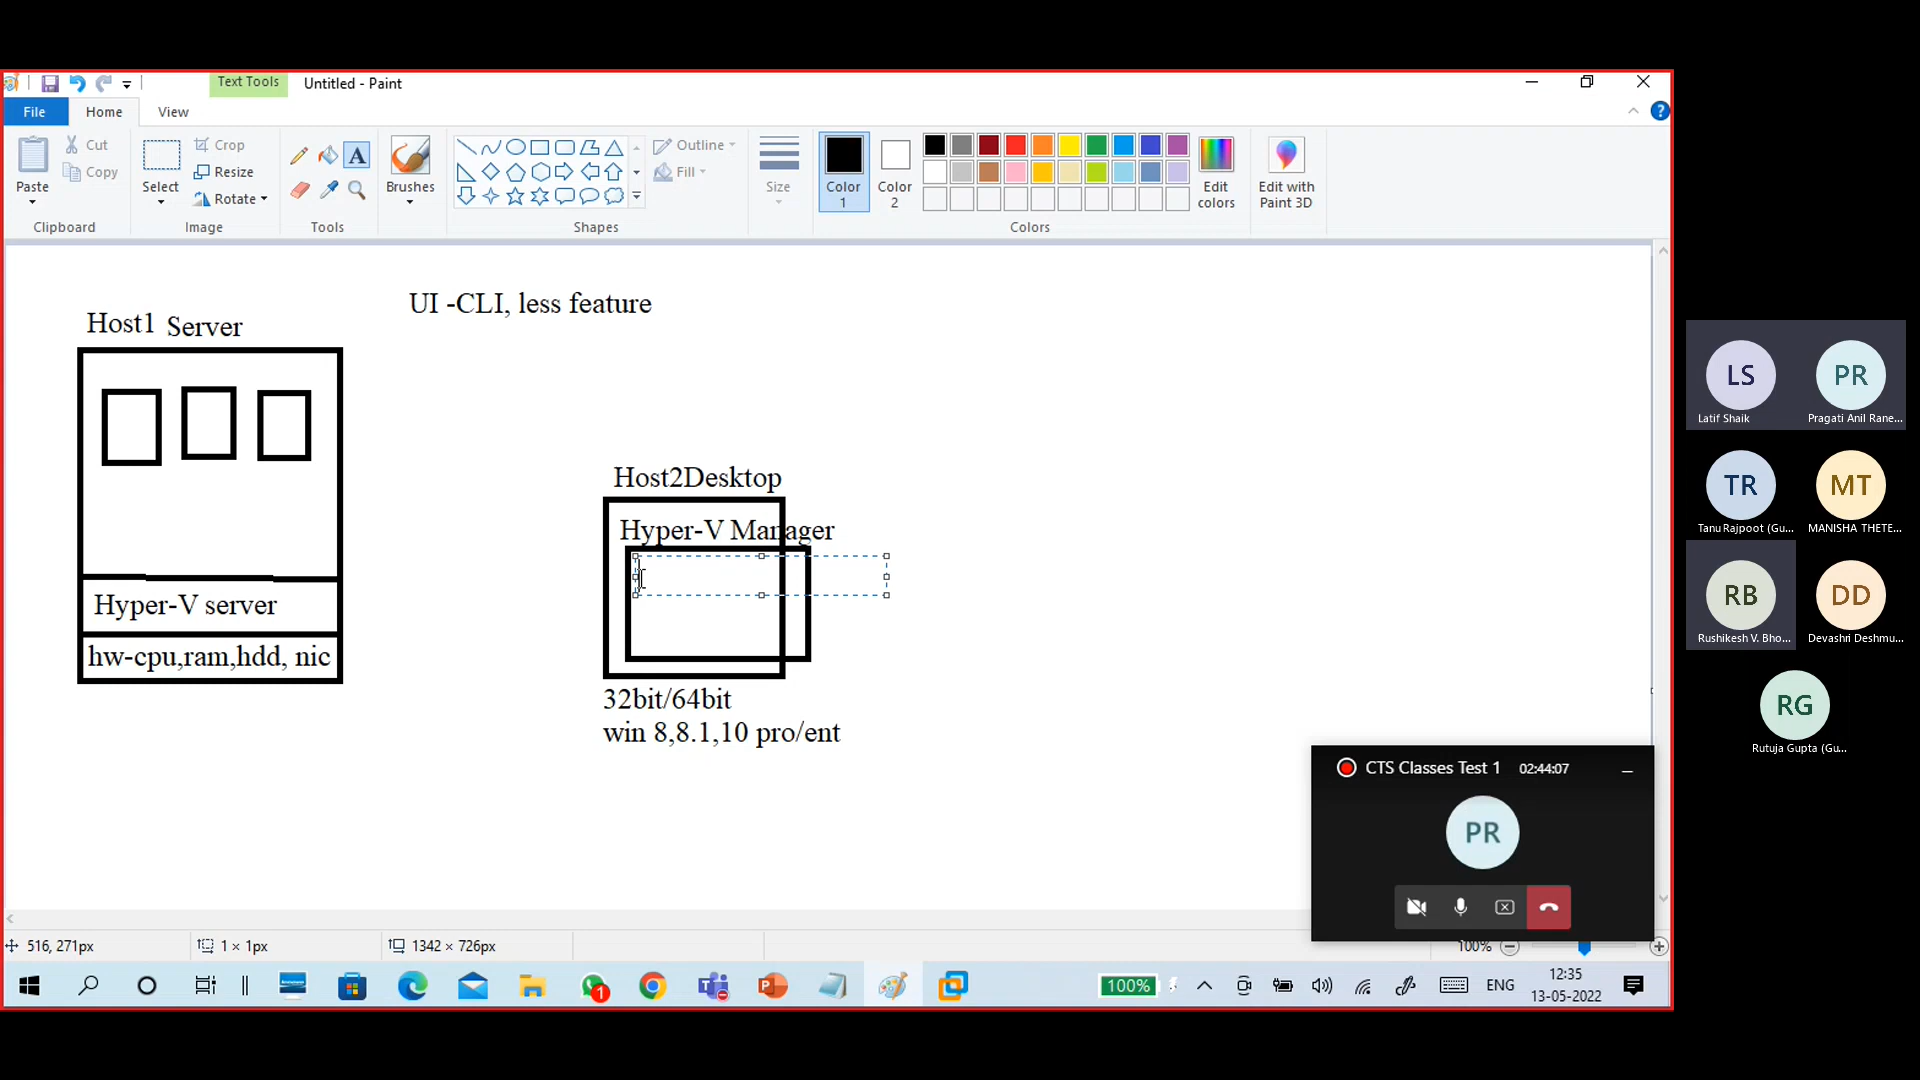 Text Tools
Untitled - Paint
File
Home
View
Paste
Cut
Copy
Clipboard
Select
Crop
Resize
Rotate
Image
A
Tools
Brushes
Shapes
Outline
Fill
Size
Color
1
Color
2
Edit
colors
Colors
Edit with
Paint 3D
?
UI -CLI, less feature
Host1 Server
Hyper-V server
hw-cpu,ram,hdd, nic
Host2Desktop
Hyper-V Manager
32bit/64bit
win 8,8.1,10 pro/ent
LS
Latif Shaik
PR
Pragati Anil Rane...
TR
Tanu Rajpoot (Gu...
MT
MANISHA THETE...
RB
Rushikesh V. Bho...
DD
Devashri Deshmu...
RG
Rutuja Gupta (Gu...
CTS Classes Test 1 02:44:07
PR
516, 271px
1 × 1px
1342 × 726px
100%
1
100%
ENG
12:35
13-05-2022